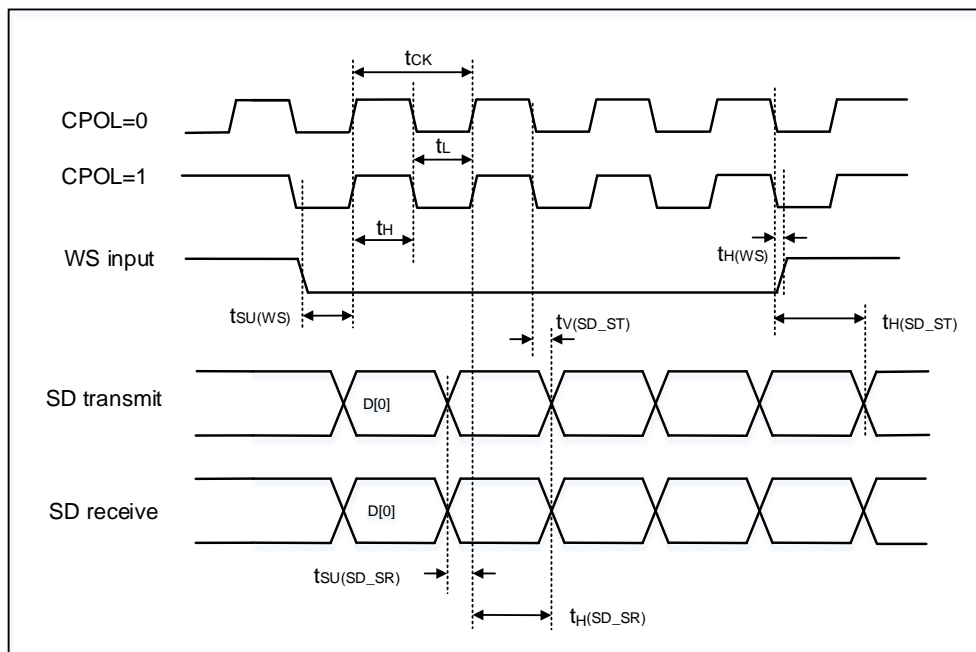 tCK
CPOL=0
tL
CPOL=1
tH
tH(WS)
WS input
tSU(WS)
tV(SD_ST)
tH(SD_ST)
SD transmit
D[0]
SD receive
D[0]
tSU(SD_SR)
tH(SD_SR)